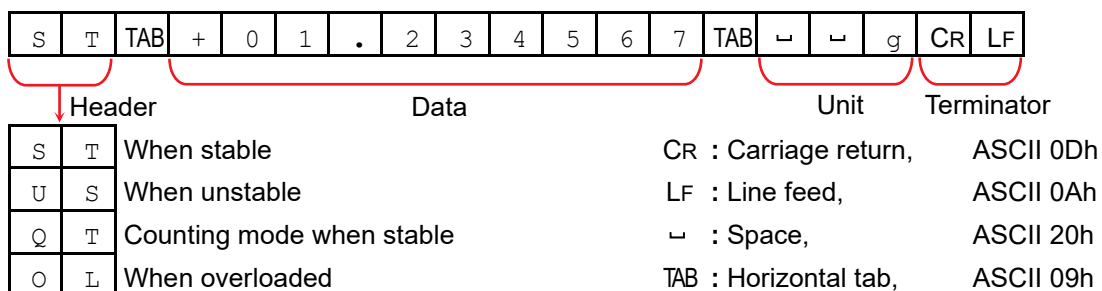 S T TAB + 0 1 . 2 3 4 5 6 7 TAB ⎵ ⎵ g CR LF
Header Data Unit Terminator
S T When stable CR : Carriage return, ASCII 0Dh
U S When unstable LF : Line feed, ASCII 0Ah
Q T Counting mode when stable ⎵ : Space, ASCII 20h
O L When overloaded TAB : Horizontal tab, ASCII 09h